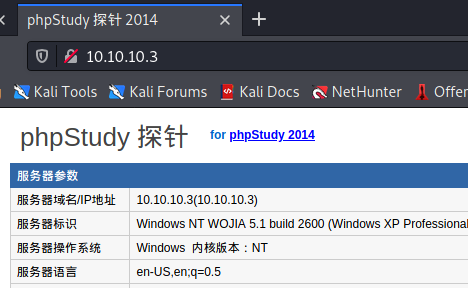 phpStudy 探针 2014
10.10.10.3
Kali Tools Kali Forums Kali Docs NetHunter Offen
phpStudy 探针 for phpStudy 2014
服务器参数
服务器域名/IP地址 10.10.10.3(10.10.10.3)
服务器标识 Windows NT WOJIA 5.1 build 2600 (Windows XP Professional
服务器操作系统 Windows 内核版本：NT
服务器语言 en-US,en;q=0.5